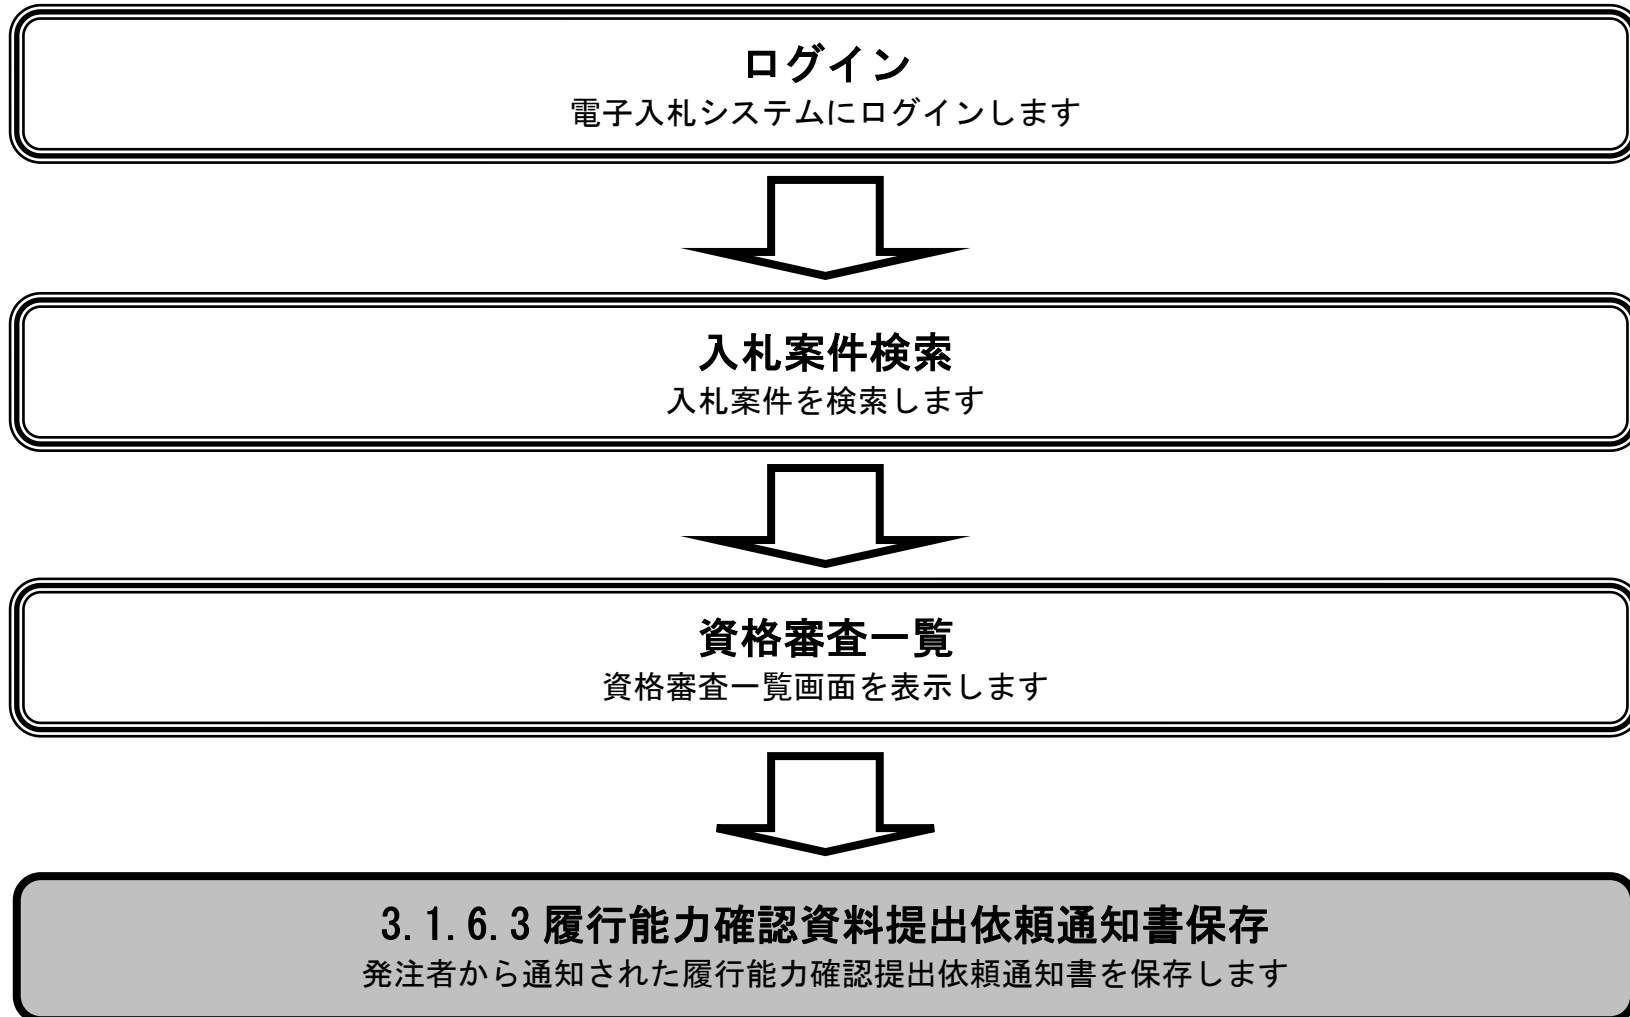 ログイン
電子入札システムにログインします
入札案件検索
入札案件を検索します
資格審査一覧
資格審査一覧画面を表示します
3.1.6.3 履行能力確認資料提出依頼通知書保存
発注者から通知された履行能力確認提出依頼通知書を保存します